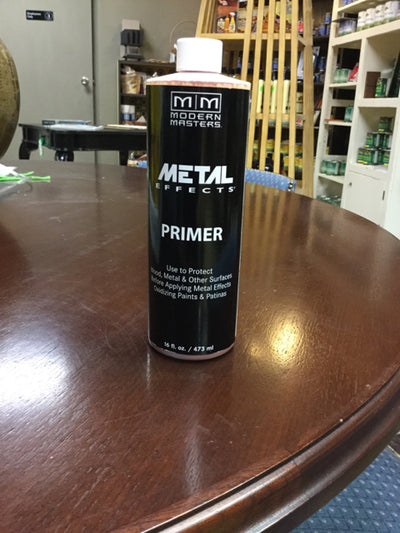 MM
MODERN
MASTERS
METAL
EFFECTS
PRIMER
Use to Protect
Wood, Metal & Other Surfaces
Before Applying Metal Effects
Oxidizing Paints & Patinas
16 fl. oz. / 473 ml